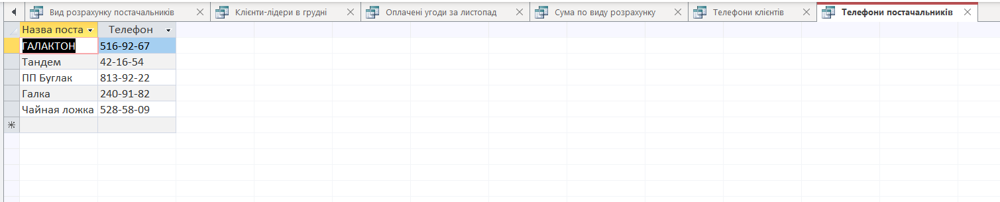 Вид розрахунку постачальників Клієнти-лідери в грудні Оплачені угоди за листопад Сума по виду розрахунку Телефони клієнтів Телефони постачальників
Назва поста Телефон
ГАЛАКТОН 516-92-67
Тандем 42-16-54
ПП Буглак 813-92-22
Галка 240-91-82
Чайная ложка 528-58-09